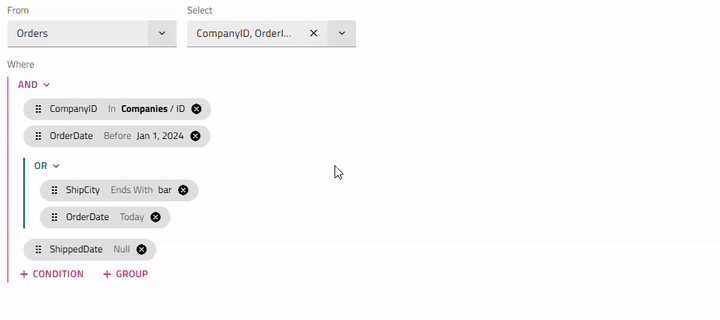 From Select
Orders CompanyID, OrderI...
Where
AND
CompanyID In Companies / ID
OrderDate Before Jan 1, 2024
OR
ShipCity Ends With bar
OrderDate Today
ShippedDate Null
+ CONDITION + GROUP